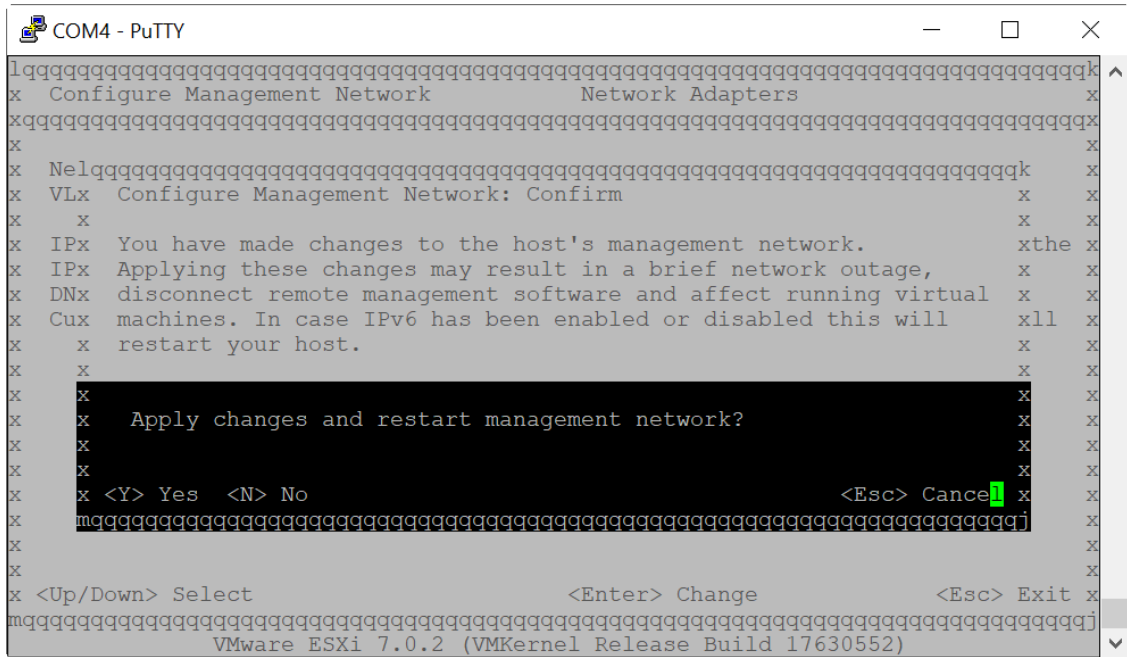 COM4 - PuTTY
lqqqqqqqqqqqqqqqqqqqqqqqqqqqqqqqqqqqqqqqqqqqqqqqqqqqqqqqqqqqqqqqqqqqqqqqqqqqqqqk
x  Configure Management Network           Network Adapters                     x
xqqqqqqqqqqqqqqqqqqqqqqqqqqqqqqqqqqqqqqqqqqqqqqqqqqqqqqqqqqqqqqqqqqqqqqqqqqqqqqx
x                                                                              x
x  Nelqqqqqqqqqqqqqqqqqqqqqqqqqqqqqqqqqqqqqqqqqqqqqqqqqqqqqqqqqqqqqqqqqqqqk    x
x  VLx  Configure Management Network: Confirm                             x    x
x    x                                                                    x    x
x  IPx  You have made changes to the host's management network.           xthe x
x  IPx  Applying these changes may result in a brief network outage,      x    x
x  DNx  disconnect remote management software and affect running virtual  x    x
x  Cux  machines. In case IPv6 has been enabled or disabled this will     xll  x
x    x  restart your host.                                                x    x
x    x                                                                    x    x
x    x                                                                    x    x
x    x   Apply changes and restart management network?                    x    x
x    x                                                                    x    x
x    x                                                                    x    x
x    x <Y> Yes  <N> No                                       <Esc> Cancel x    x
x    mqqqqqqqqqqqqqqqqqqqqqqqqqqqqqqqqqqqqqqqqqqqqqqqqqqqqqqqqqqqqqqqqqqqqj    x
x                                                                              x
x                                                                              x
x <Up/Down> Select                       <Enter> Change             <Esc> Exit x
mqqqqqqqqqqqqqqqqqqqqqqqqqqqqqqqqqqqqqqqqqqqqqqqqqqqqqqqqqqqqqqqqqqqqqqqqqqqqqqj
VMware ESXi 7.0.2 (VMKernel Release Build 17630552)